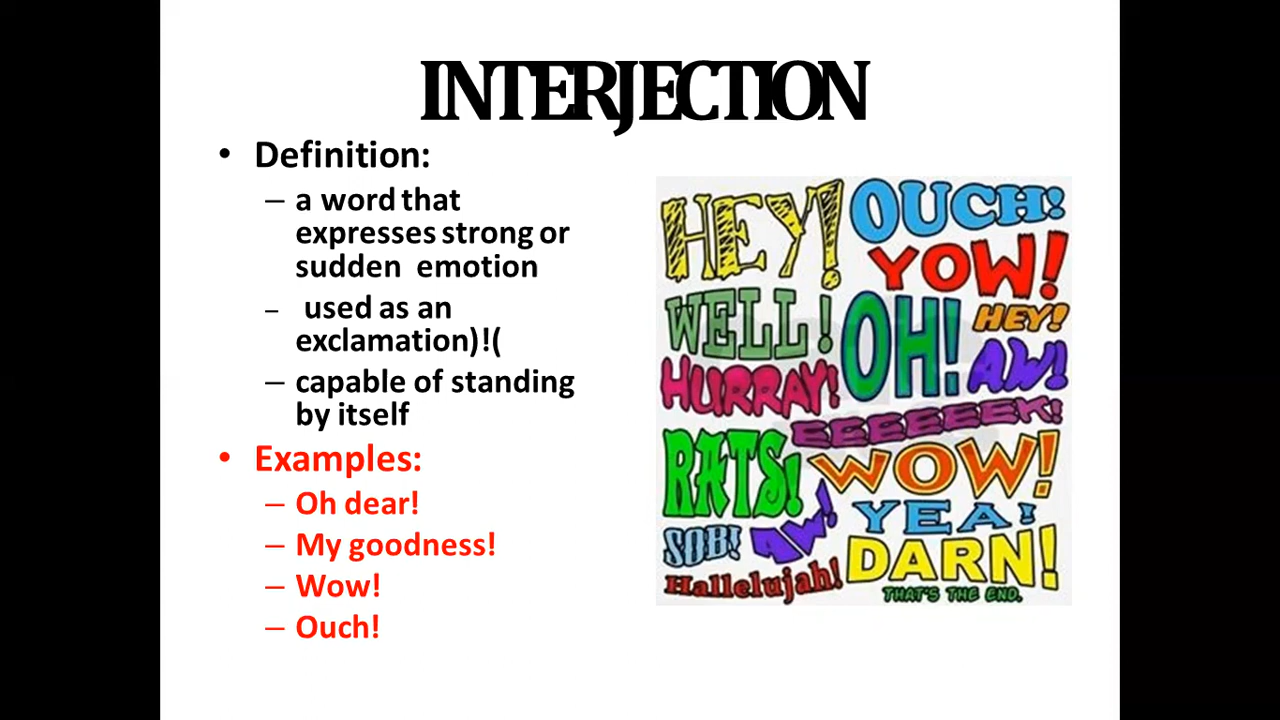 INTERJECTION
• Definition:
– a word that
expresses strong or
sudden emotion
– used as an
exclamation)!(
– capable of standing
by itself
• Examples:
– Oh dear!
– My goodness!
– Wow!
– Ouch!
HEY! OUCH!
YOW!
WELL! OH! HEY!
HURRAY! AW!
EEEEEEK!
RATS! WOW!
SOB! AW! YEA!
Hallelujah! DARN!
THAT'S THE END.